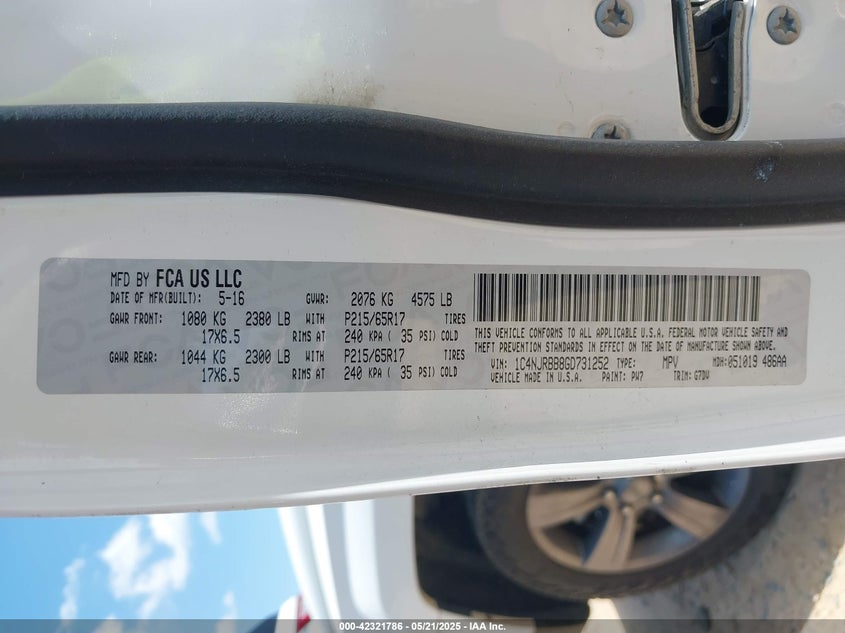 MFD BY FCA US LLC
DATE OF MFR(BUILT): 5-16 GVWR: 2076 KG 4575 LB
GAWR FRONT: 1080 KG 2380 LB WITH P215/65R17 TIRES
17X6.5 RIMS AT 240 KPA ( 35 PSI) COLD
GAWR REAR: 1044 KG 2300 LB WITH P215/65R17 TIRES
17X6.5 RIMS AT 240 KPA ( 35 PSI) COLD
THIS VEHICLE CONFORMS TO ALL APPLICABLE U.S.A. FEDERAL MOTOR VEHICLE SAFETY AND
THEFT PREVENTION STANDARDS IN EFFECT ON THE DATE OF MANUFACTURE SHOWN ABOVE.
VIN: 1C4NJRBB8GD731252 TYPE: MPV MDH:051019 486AA
VEHICLE MADE IN U.S.A. PAINT: PW7 TRIM: G7DV
000-42321786 - 05/21/2025 - IAA Inc.